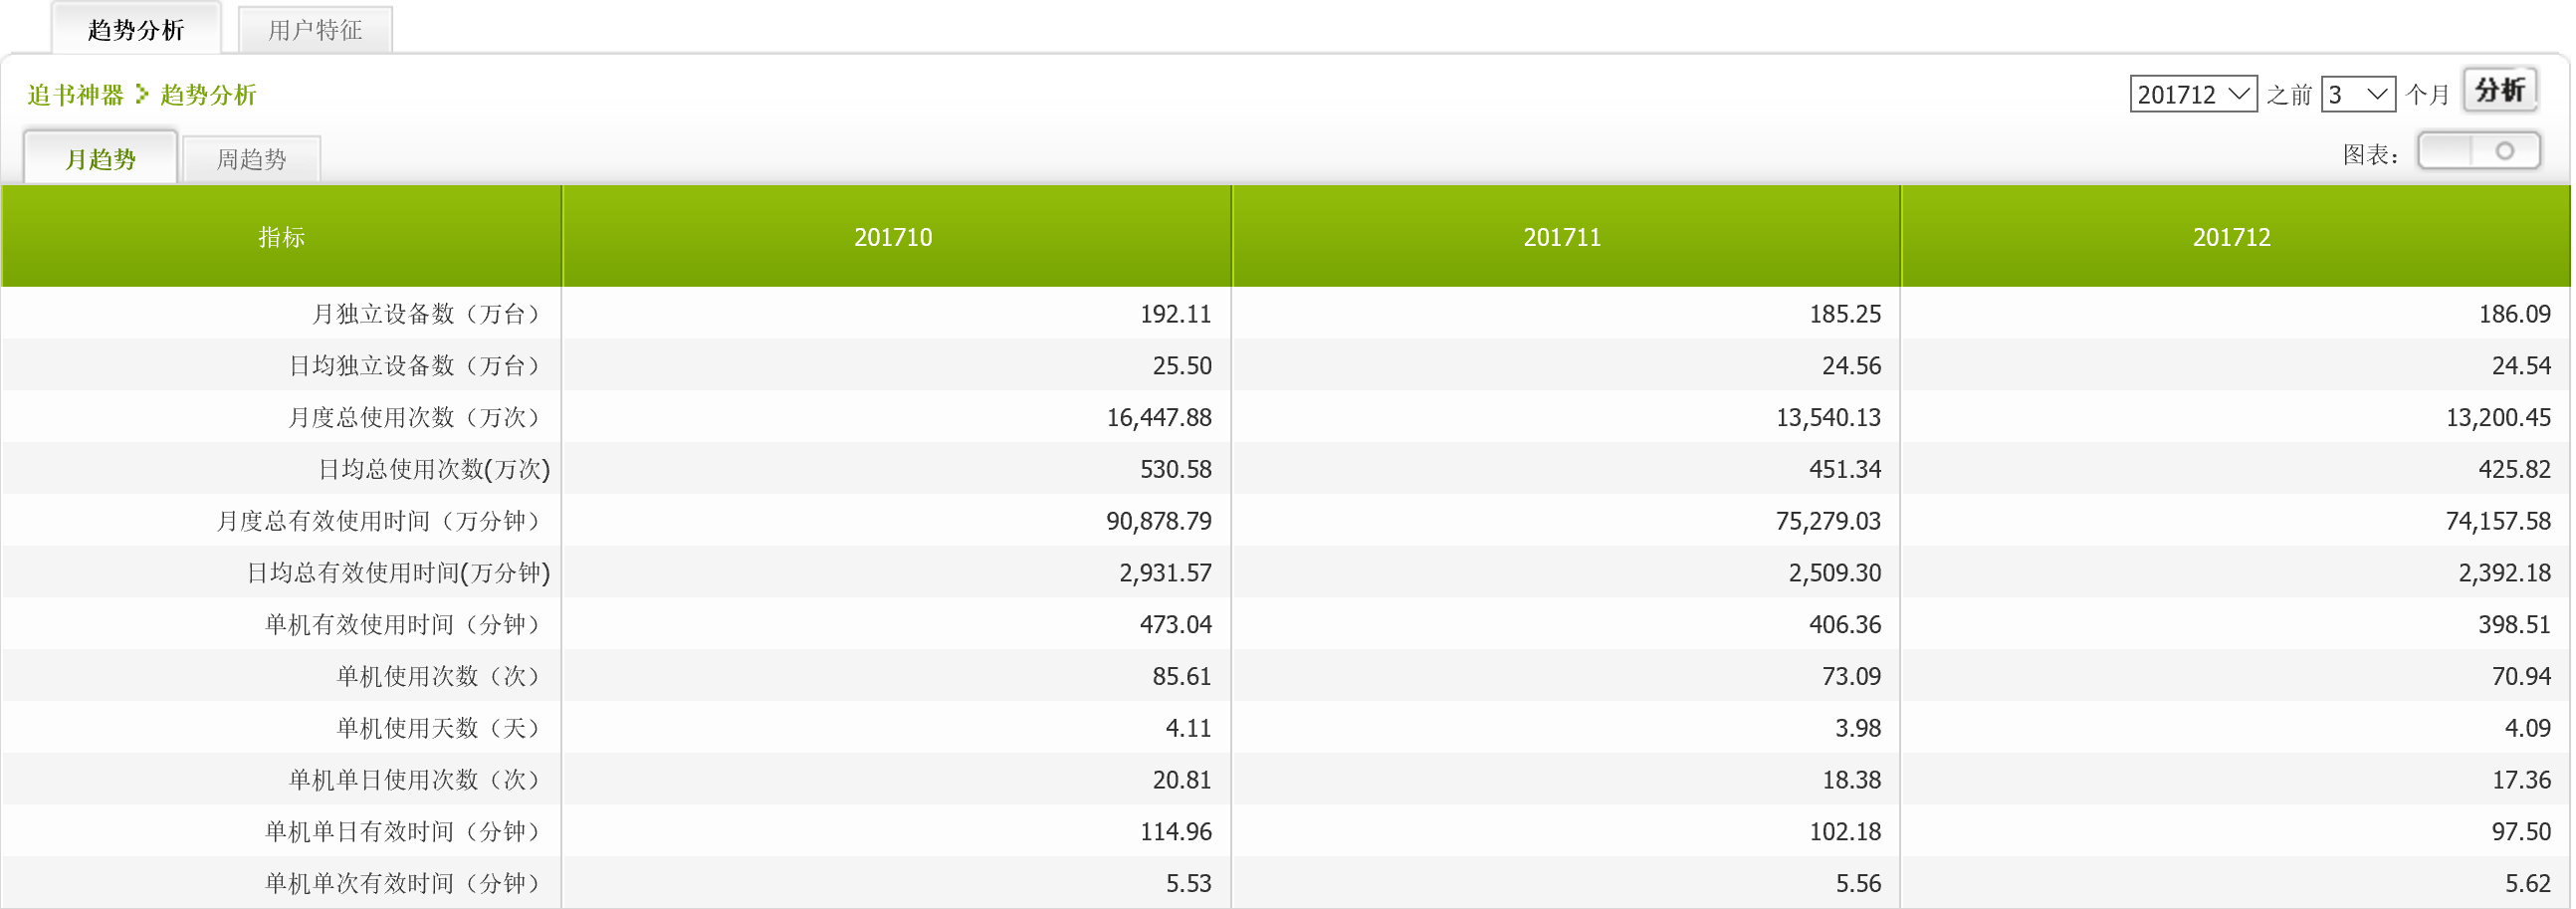 趋势分析 用户特征
追书神器 趋势分析 201712 之前 3 个月 分析
月趋势 周趋势 图表：
指标 201710 201711 201712
月独立设备数（万台） 192.11 185.25 186.09
日均独立设备数（万台） 25.50 24.56 24.54
月度总使用次数（万次） 16,447.88 13,540.13 13,200.45
日均总使用次数(万次) 530.58 451.34 425.82
月度总有效使用时间（万分钟） 90,878.79 75,279.03 74,157.58
日均总有效使用时间(万分钟) 2,931.57 2,509.30 2,392.18
单机有效使用时间（分钟） 473.04 406.36 398.51
单机使用次数（次） 85.61 73.09 70.94
单机使用天数（天） 4.11 3.98 4.09
单机单日使用次数（次） 20.81 18.38 17.36
单机单日有效时间（分钟） 114.96 102.18 97.50
单机单次有效时间（分钟） 5.53 5.56 5.62